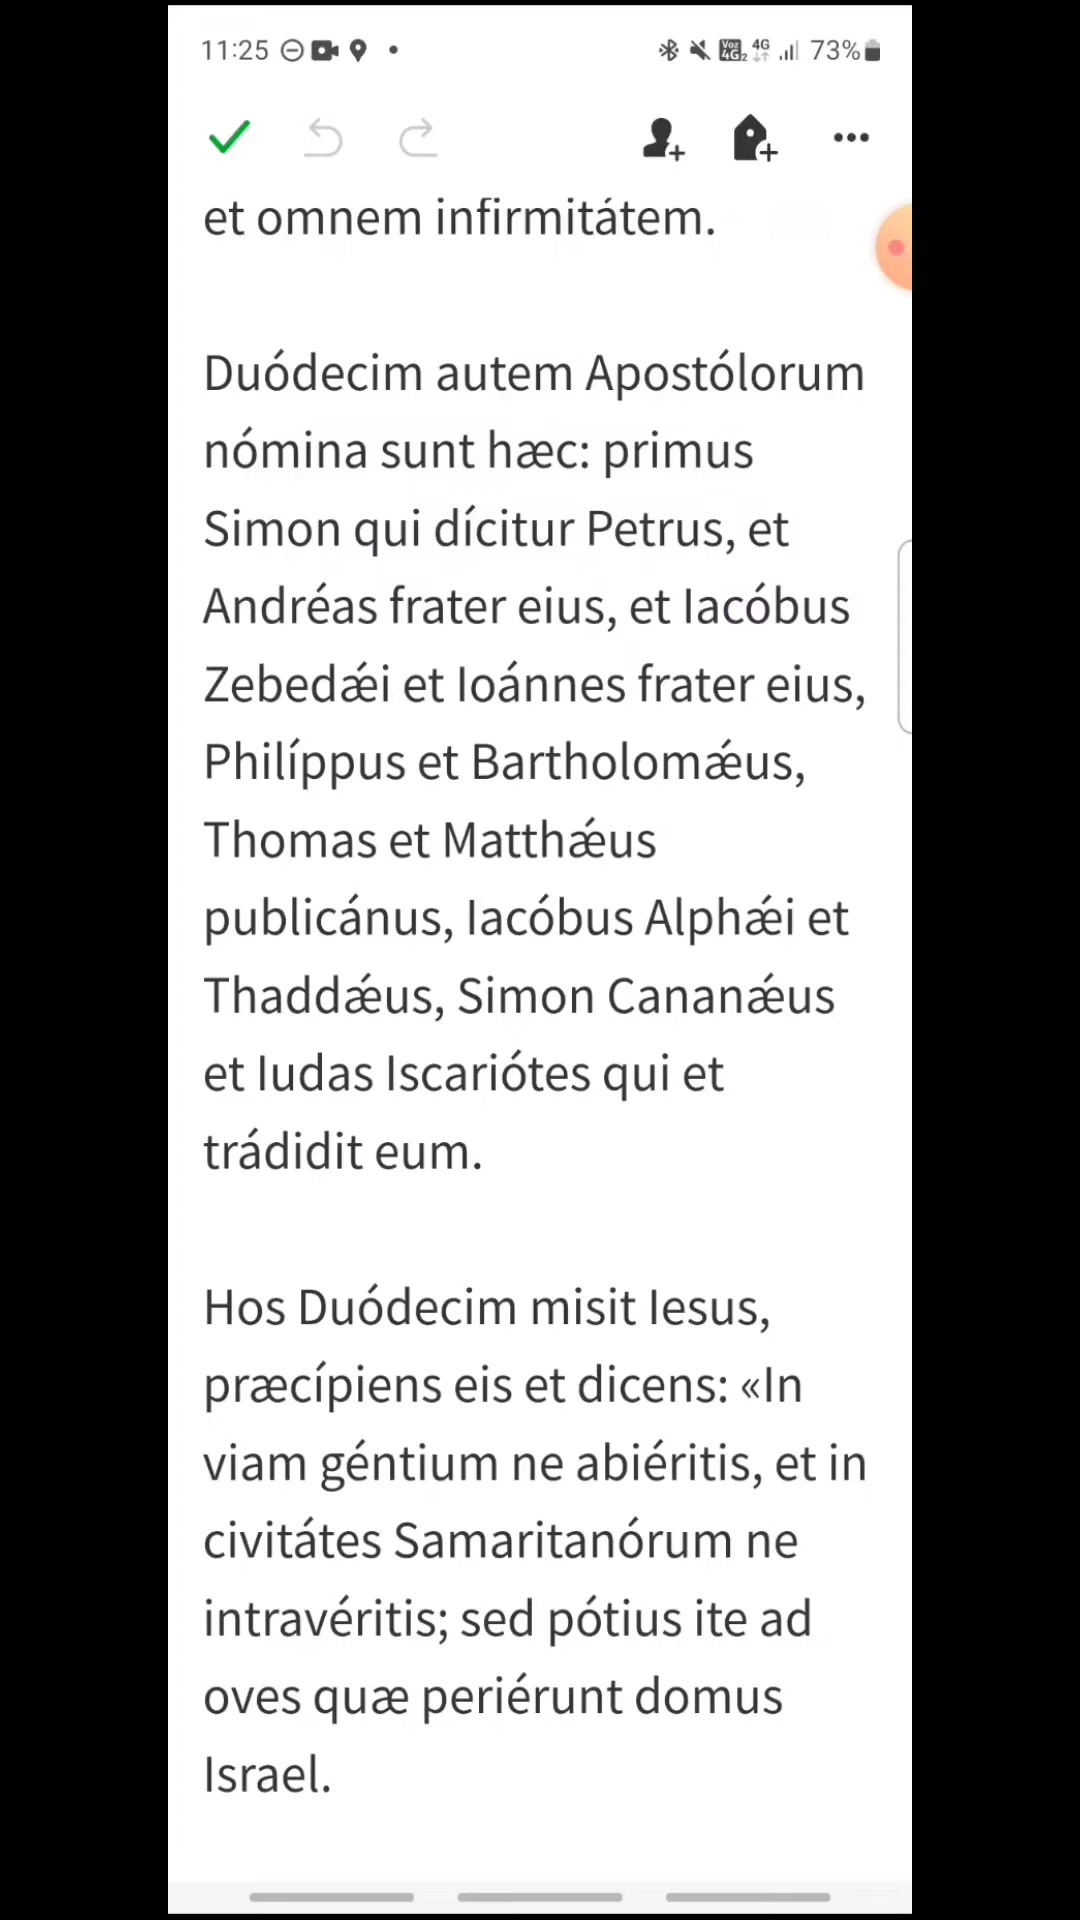 11:25 Voz 4G 2 4G 73%
et omnem infirmitátem.
Duódecim autem Apostólorum
nómina sunt hæc: primus
Simon qui dícitur Petrus, et
Andréas frater eius, et Iacóbus
Zebedǽi et Ioánnes frater eius,
Philíppus et Bartholomǽus,
Thomas et Matthǽus
publicánus, Iacóbus Alphǽi et
Thaddǽus, Simon Cananǽus
et Iudas Iscariótes qui et
trádidit eum.
Hos Duódecim misit Iesus,
præcípiens eis et dicens: «In
viam géntium ne abiéritis, et in
civitátes Samaritanórum ne
intravéritis; sed pótius ite ad
oves quæ periérunt domus
Israel.